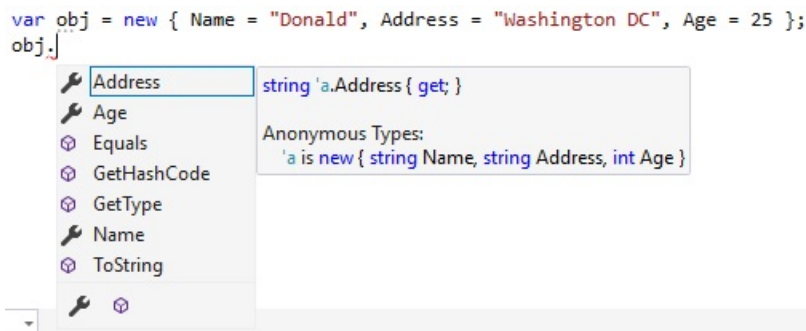 var obj = new { Name = "Donald", Address = "Washington DC", Age = 25 };
obj.
Address
Age
Equals
GetHashCode
GetType
Name
ToString
string 'a.Address { get; }
Anonymous Types:
'a is new { string Name, string Address, int Age }